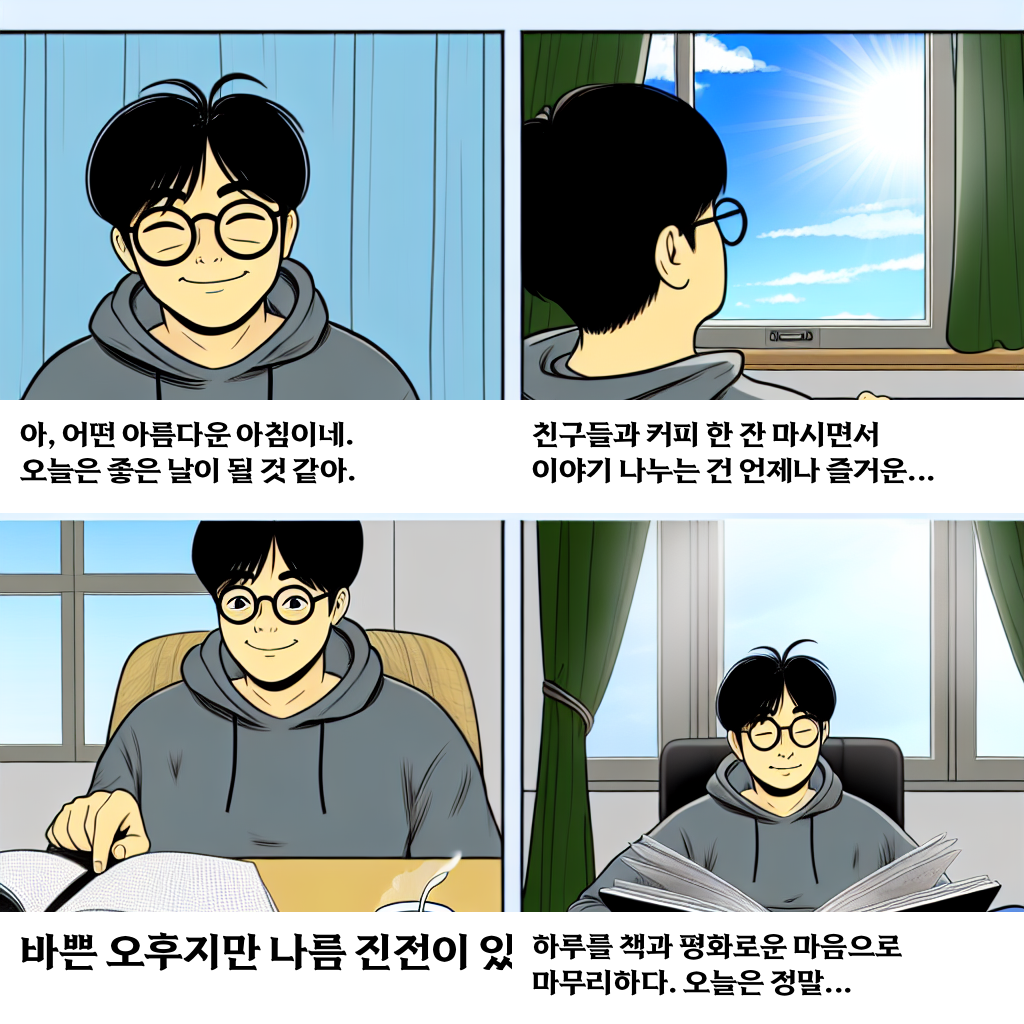 아, 어떤 아름다운 아침이네.
오늘은 좋은 날이 될 것 같아.
친구들과 커피 한 잔 마시면서
이야기 나누는 건 언제나 즐거운...
바쁜 오후지만 나름 진전이 있
하루를 책과 평화로운 마음으로
마무리하다. 오늘은 정말...